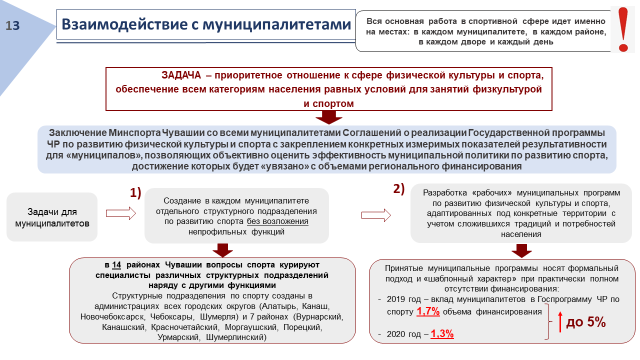 13
Взаимодействие с муниципалитетами
Вся основная работа в спортивной сфере идет именно
на местах: в каждом муниципалитете, в каждом районе,
в каждом дворе и каждый день
!
ЗАДАЧА – приоритетное отношение к сфере физической культуры и спорта,
обеспечение всем категориям населения равных условий для занятий физкультурой
и спортом
Заключение Минспорта Чувашии со всеми муниципалитетами Соглашений о реализации Государственной программы
ЧР по развитию физической культуры и спорта с закреплением конкретных измеримых показателей результативности
для «муниципалов», позволяющих объективно оценить эффективность муниципальной политики по развитию спорта,
достижение которых будет «увязано» с объемами регионального финансирования
Задачи для
муниципалитетов
1)
Создание в каждом муниципалитете
отдельного структурного подразделения
по развитию спорта без возложения
непрофильных функций
2)
Разработка «рабочих» муниципальных программ
по развитию физической культуры и спорта,
адаптированных под конкретные территории с
учетом сложившихся традиций и потребностей
населения
в 14 районах Чувашии вопросы спорта курируют
специалисты различных структурных подразделений
наряду с другими функциями
Структурные подразделения по спорту созданы в
администрациях всех городских округов (Алатырь, Канаш,
Новочебоксарск, Чебоксары, Шумерля) и 7 районах (Вурнарский,
Канашский, Красночетайский, Моргаушский, Порецкий,
Урмарский, Шумерлинский)
Принятые муниципальные программы носят формальный
подход и «шаблонный характер» при практически полном
отсутствии финансирования:
- 2019 год – вклад муниципалитетов в Госпрограмму ЧР по
спорту 1.7% объема финансирования
- 2020 год – 1.3%
до 5%